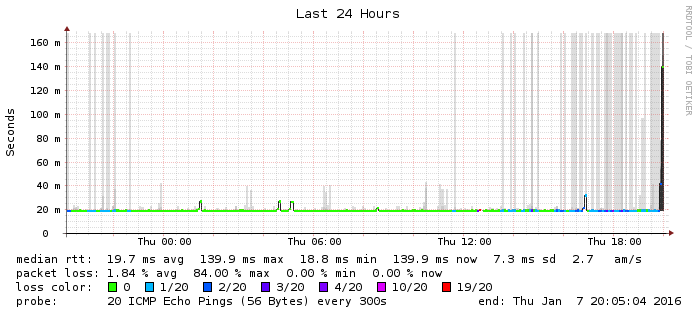 Last 24 Hours
RRDTOOL / TOBI OETIKER
Seconds
160 m
140 m
120 m
100 m
80 m
60 m
40 m
20 m
0
Thu 00:00 Thu 06:00 Thu 12:00 Thu 18:00
median rtt: 19.7 ms avg 139.9 ms max 18.8 ms min 139.9 ms now 7.3 ms sd 2.7 am/s
packet loss: 1.84 % avg 84.00 % max 0.00 % min 0.00 % now
loss color: 0 1/20 2/20 3/20 4/20 10/20 19/20
probe: 20 ICMP Echo Pings (56 Bytes) every 300s end: Thu Jan 7 20:05:04 2016